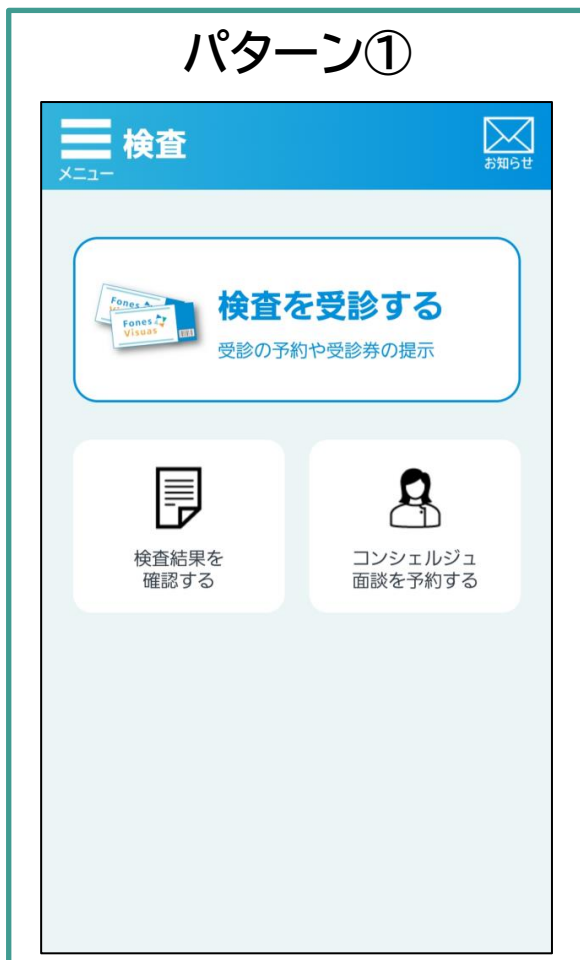 パターン①
検査
メニュー
お知らせ
Fones
Fones
Visuas
検査を受診する
受診の予約や受診券の提示
検査結果を
確認する
コンシェルジュ
面談を予約する